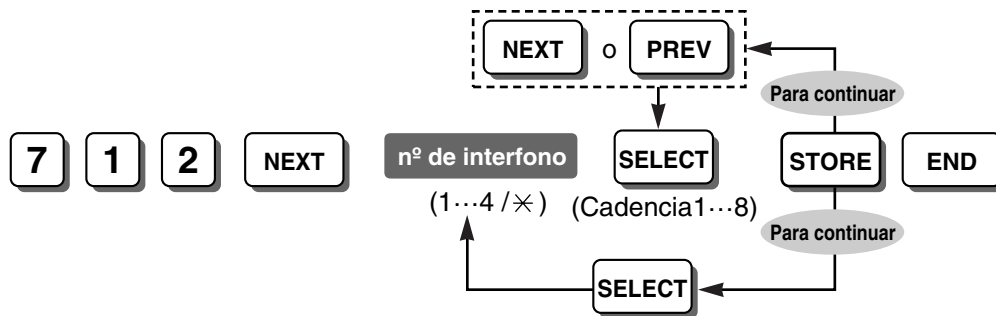 NEXT o PREV
Para continuar
7 1 2 NEXT nº de interfono SELECT STORE END
(1···4 /✳) (Cadencia1···8)
Para continuar
SELECT